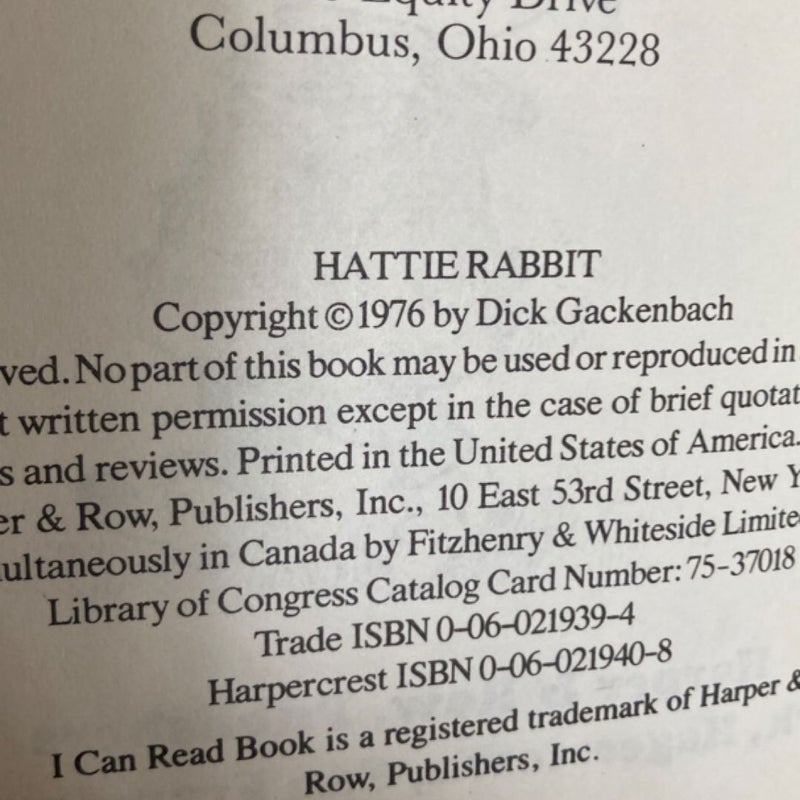 Equity Drive
Columbus, Ohio 43228
HATTIE RABBIT
Copyright © 1976 by Dick Gackenbach
ved. No part of this book may be used or reproduced in
t written permission except in the case of brief quotat
s and reviews. Printed in the United States of America.
er & Row, Publishers, Inc., 10 East 53rd Street, New Y
ultaneously in Canada by Fitzhenry & Whiteside Limite
Library of Congress Catalog Card Number: 75-37018
Trade ISBN 0-06-021939-4
Harpercrest ISBN 0-06-021940-8
I Can Read Book is a registered trademark of Harper &
Row, Publishers, Inc.